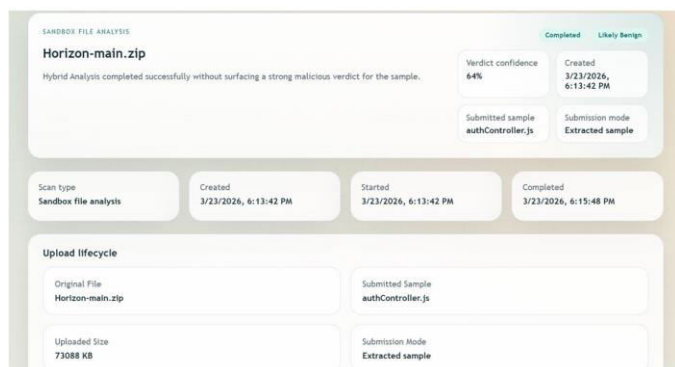 SANDBOX FILE ANALYSIS
Completed
Likely Benign
Horizon-main.zip
Hybrid Analysis completed successfully without surfacing a strong malicious verdict for the sample.
Verdict confidence
64%
Created
3/23/2026,
6:13:42 PM
Submitted sample
authController.js
Submission mode
Extracted sample
Scan type
Sandbox file analysis
Created
3/23/2026, 6:13:42 PM
Started
3/23/2026, 6:13:42 PM
Completed
3/23/2026, 6:15:48 PM
Upload lifecycle
Original File
Horizon-main.zip
Submitted Sample
authController.js
Uploaded Size
73088 KB
Submission Mode
Extracted sample